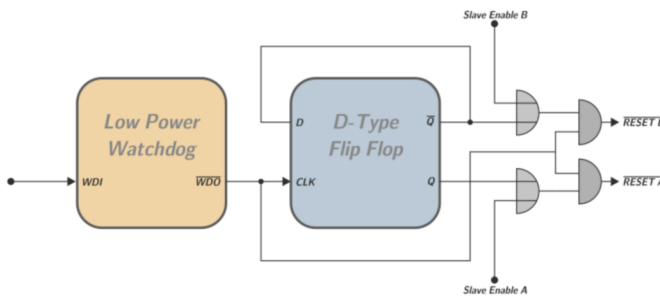 Slave Enable B
Low Power
Watchdog
D-Type
Flip Flop
D
Q
RESET
WDI
WDO
CLK
Q
RESET
Slave Enable A